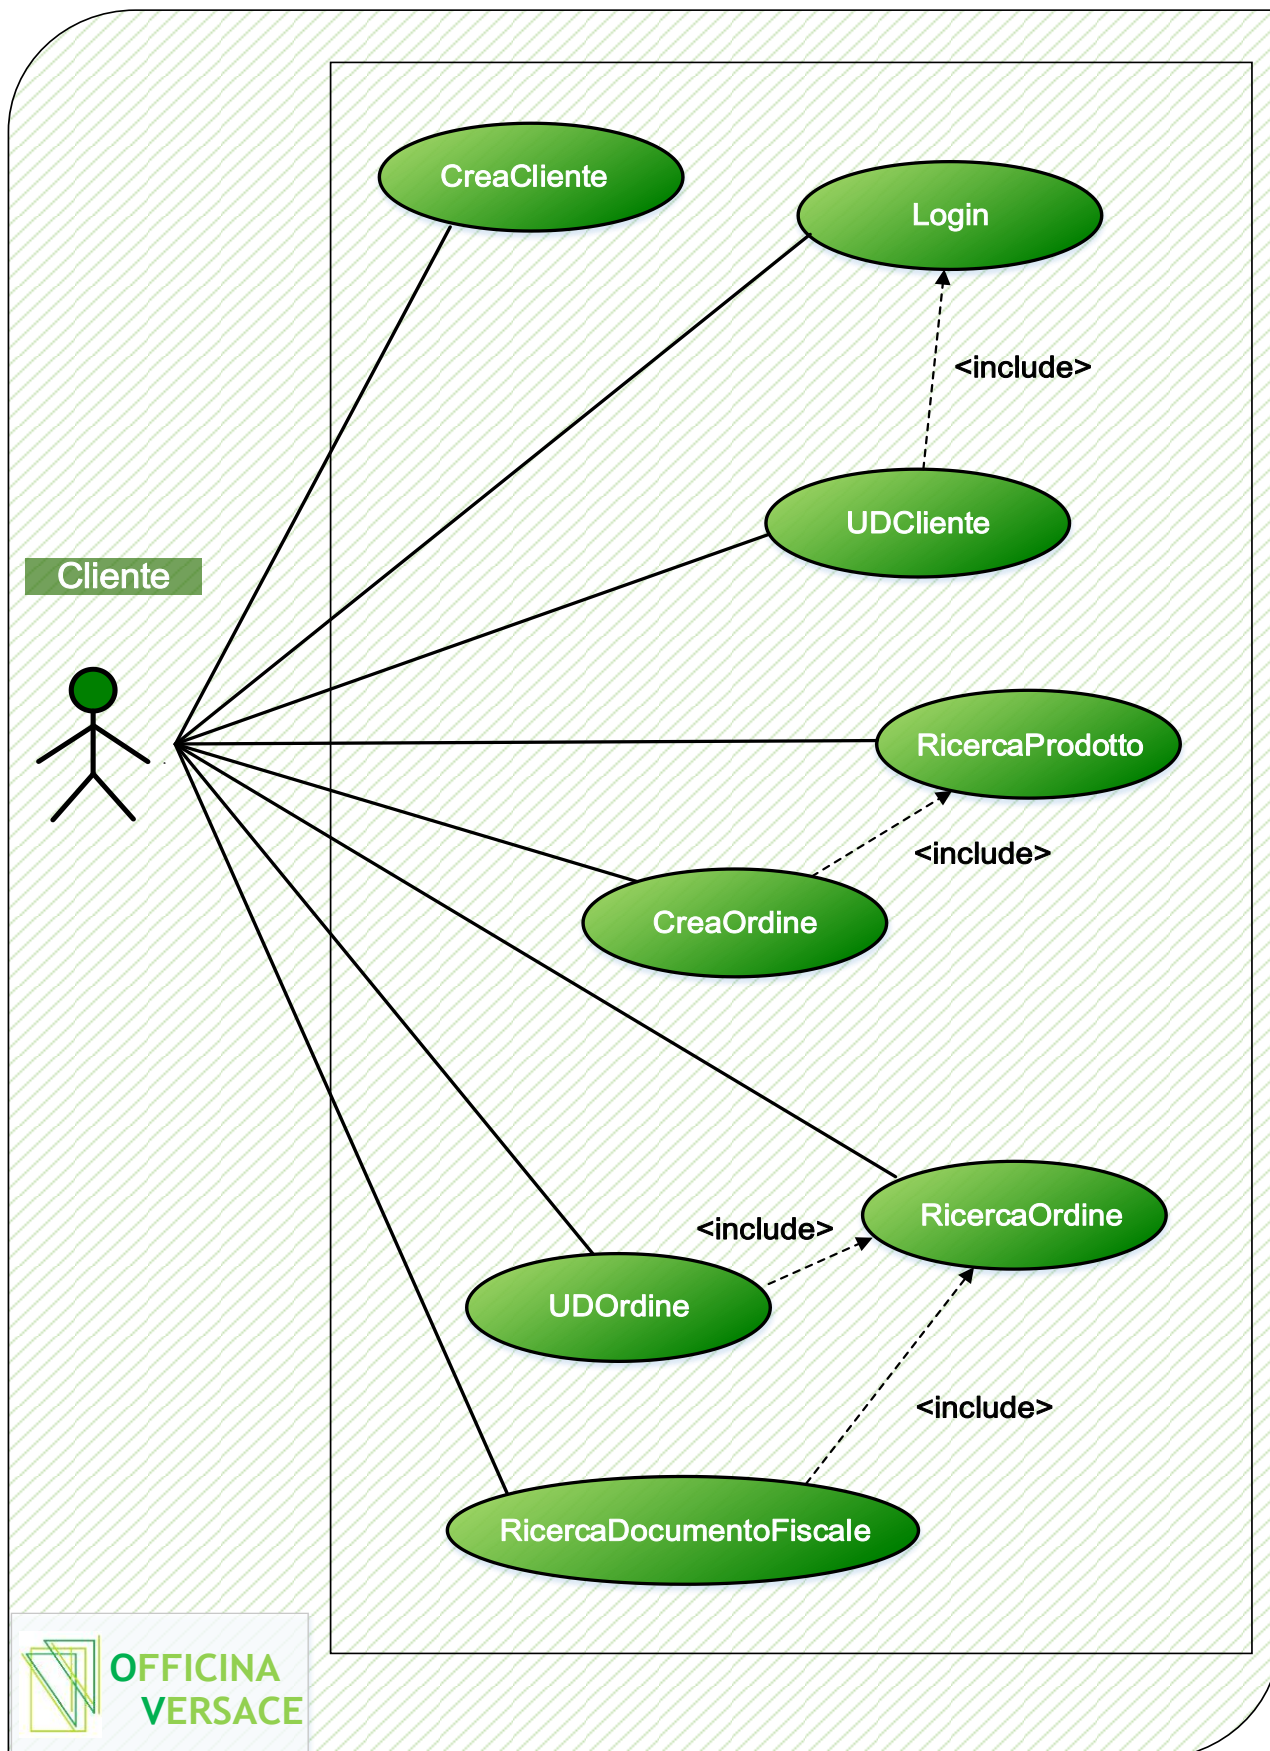 CreaCliente
Login
<include>
UDCliente
Cliente
RicercaProdotto
<include>
CreaOrdine
RicercaOrdine
<include>
UDOrdine
<include>
RicercaDocumentoFiscale
OFFICINA
VERSACE